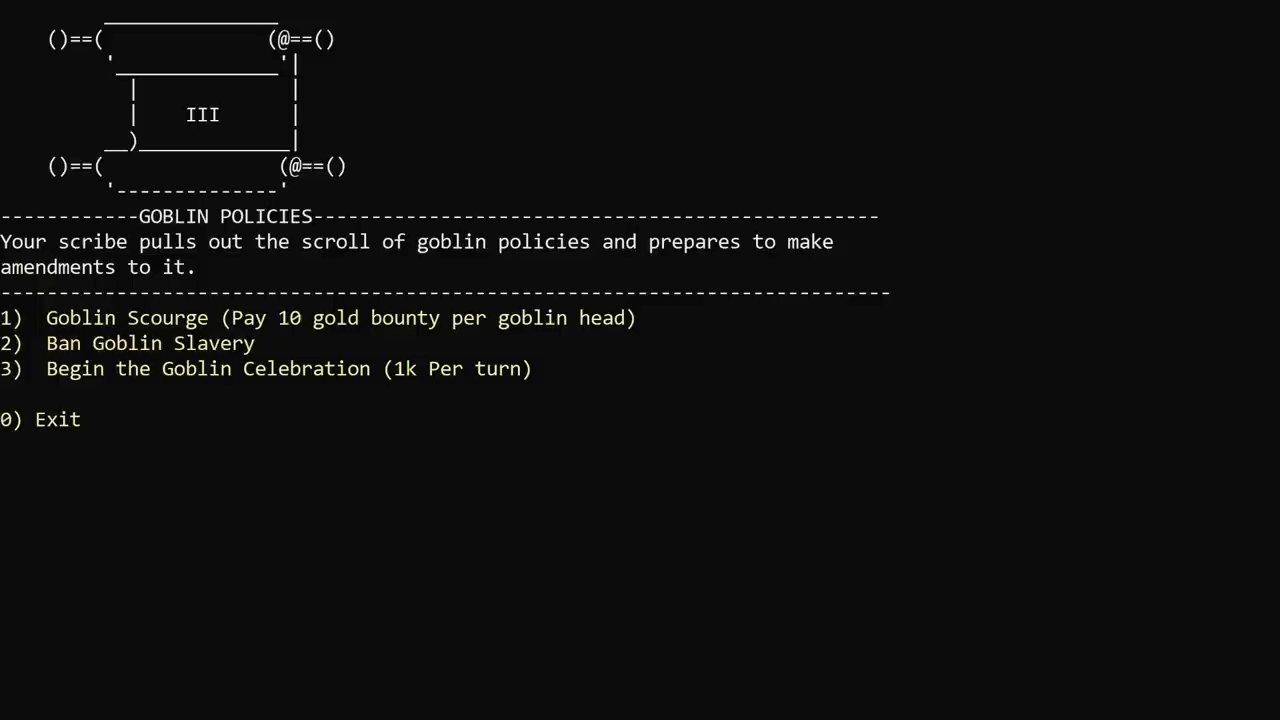 ()==(              (@==()
III
()==(               (@==()
------------GOBLIN POLICIES-------------------------------------------------
Your scribe pulls out the scroll of goblin policies and prepares to make
amendments to it.
-----------------------------------------------------------------------------
1)  Goblin Scourge (Pay 10 gold bounty per goblin head)
2)  Ban Goblin Slavery
3)  Begin the Goblin Celebration (1k Per turn)
0) Exit